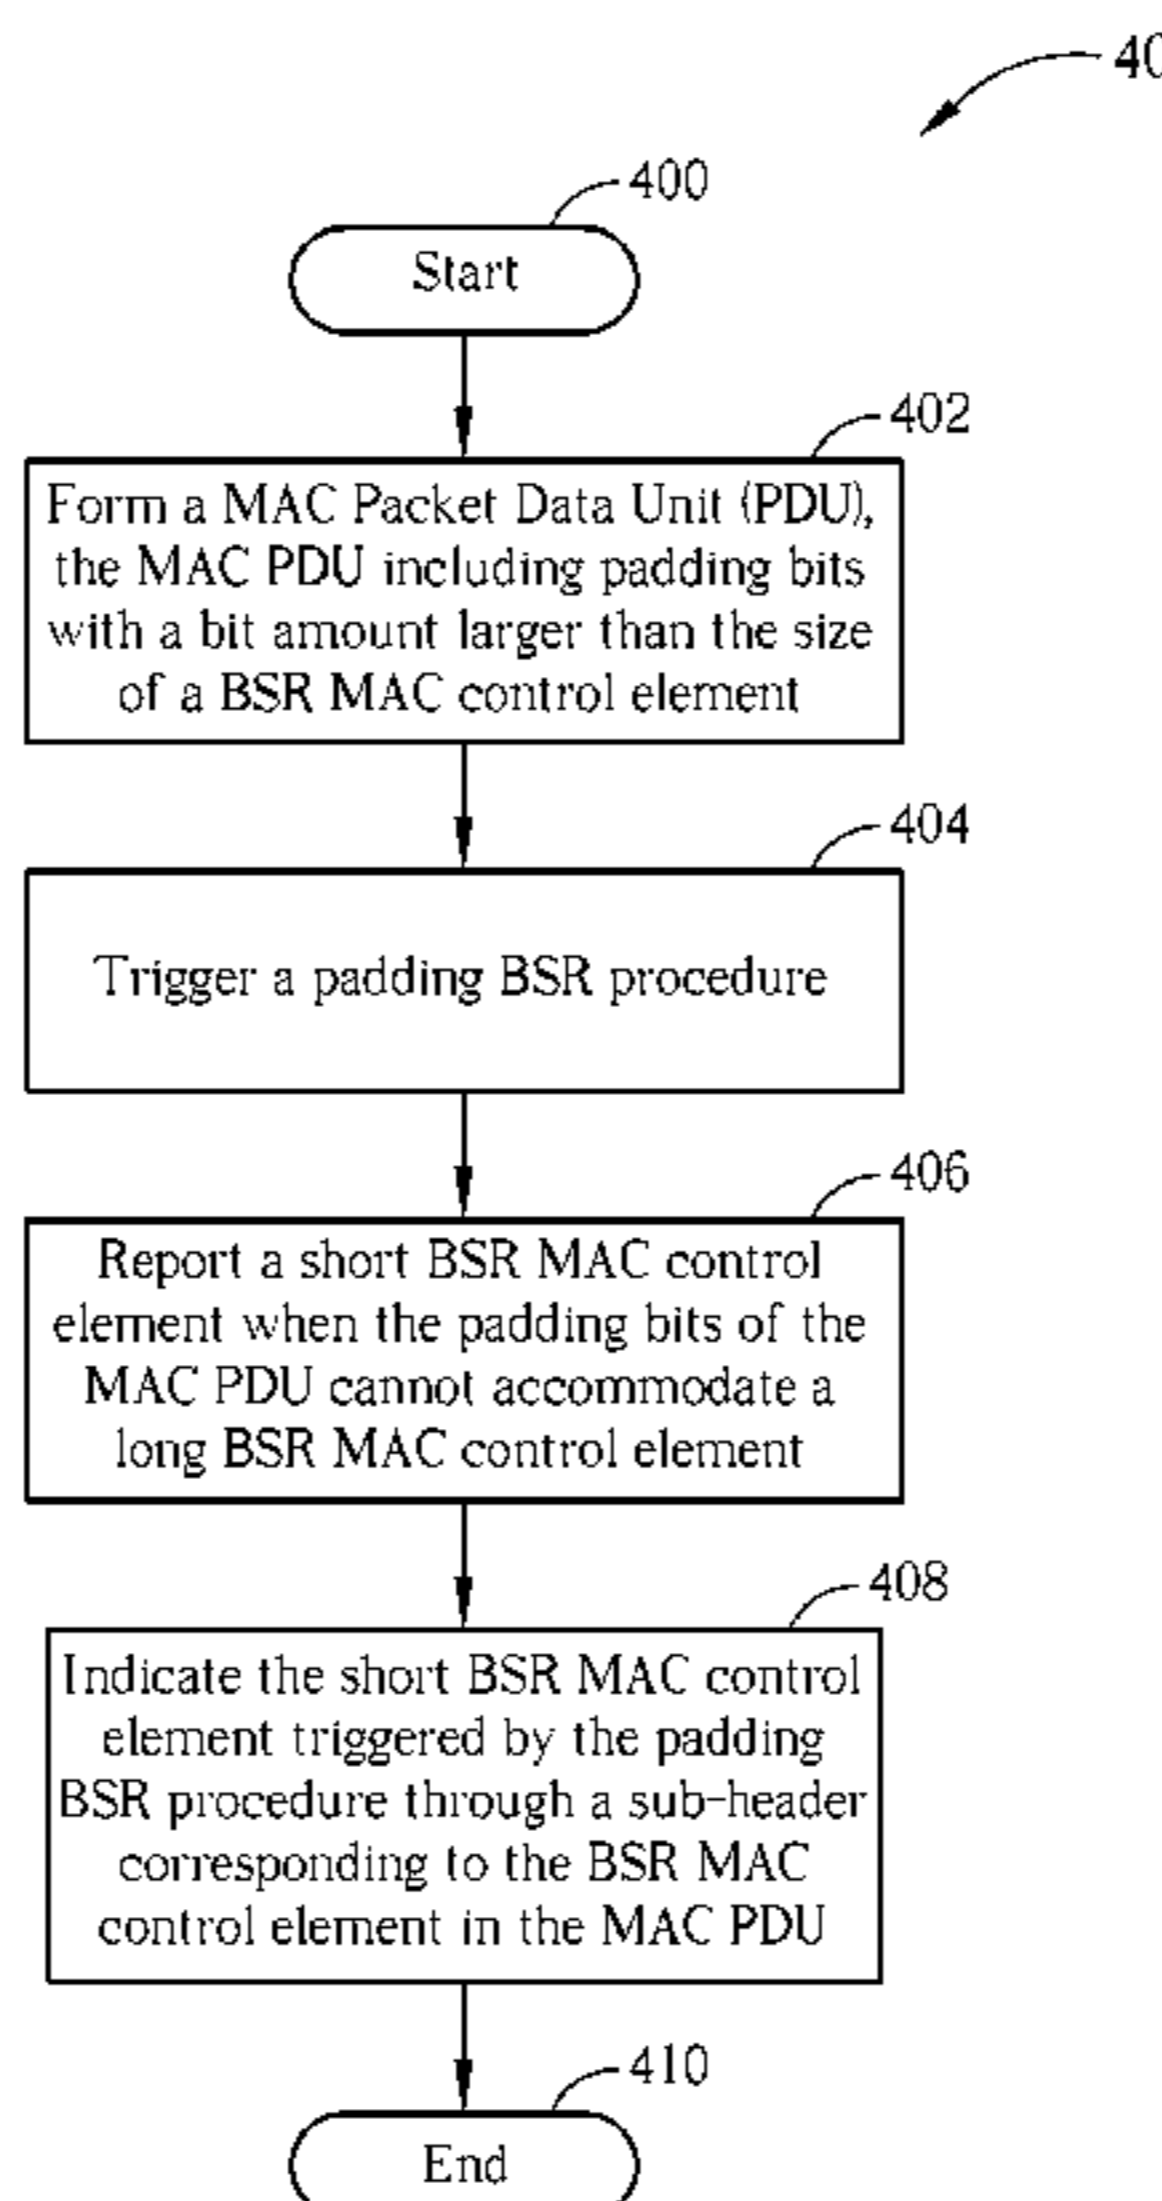 40
400
Start
402
Form a MAC Packet Data Unit (PDU),
the MAC PDU including padding bits
with a bit amount larger than the size
of a BSR MAC control element
404
Trigger a padding BSR procedure
406
Report a short BSR MAC control
element when the padding bits of the
MAC PDU cannot accommodate a
long BSR MAC control element
408
Indicate the short BSR MAC control
element triggered by the padding
BSR procedure through a sub-header
corresponding to the BSR MAC
control element in the MAC PDU
410
End